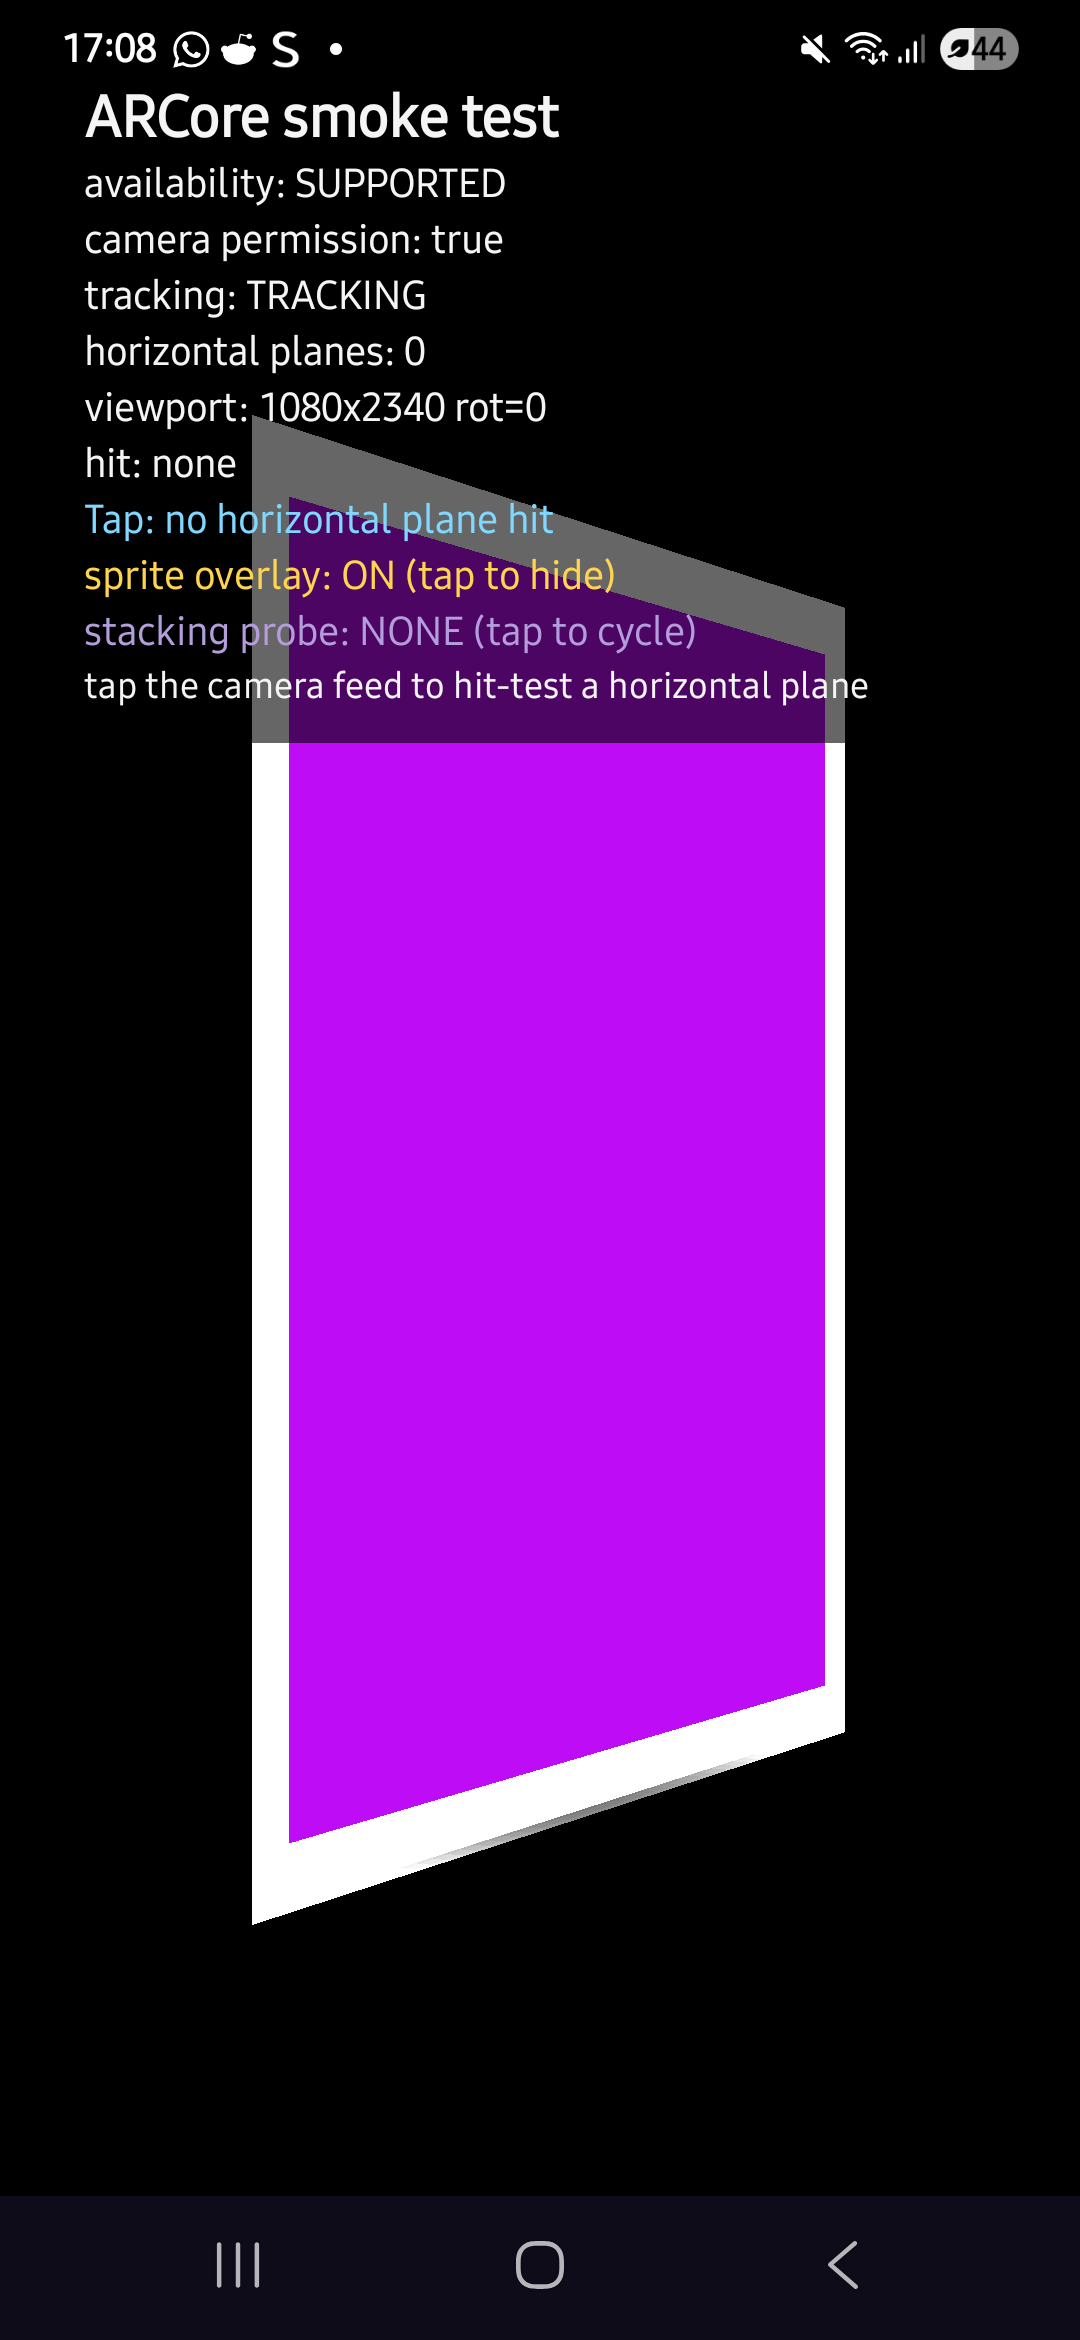 17:08 S 44
ARCore smoke test
availability: SUPPORTED
camera permission: true
tracking: TRACKING
horizontal planes: 0
viewport: 1080x2340 rot=0
hit: none
Tap: no horizontal plane hit
sprite overlay: ON (tap to hide)
stacking probe: NONE (tap to cycle)
tap the camera feed to hit-test a horizontal plane